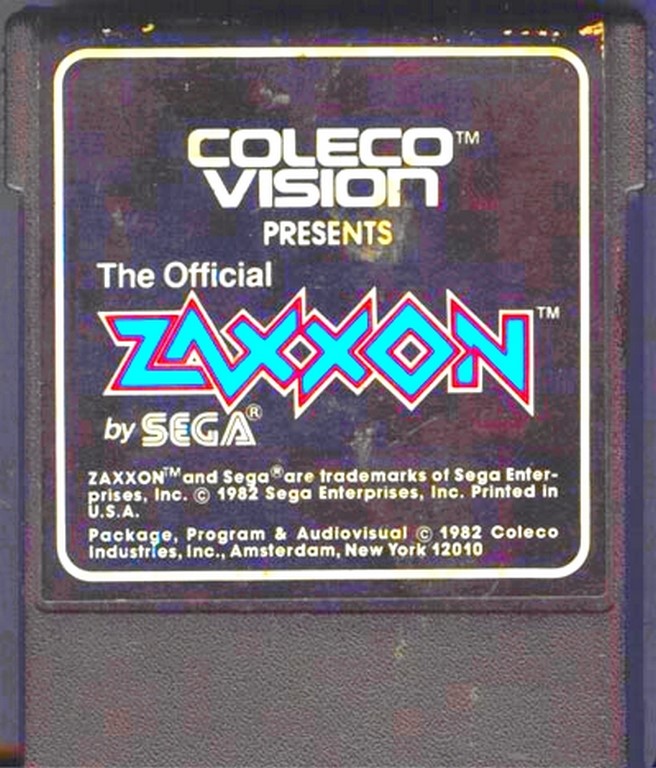 COLECO™
VISION
PRESENTS
The Official
ZAXXON™
by SEGA®
ZAXXON™ and Sega® are trademarks of Sega Enter-
prises, Inc. © 1982 Sega Enterprises, Inc. Printed in
U.S.A.
Package, Program & Audiovisual © 1982 Coleco
Industries, Inc., Amsterdam, New York 12010